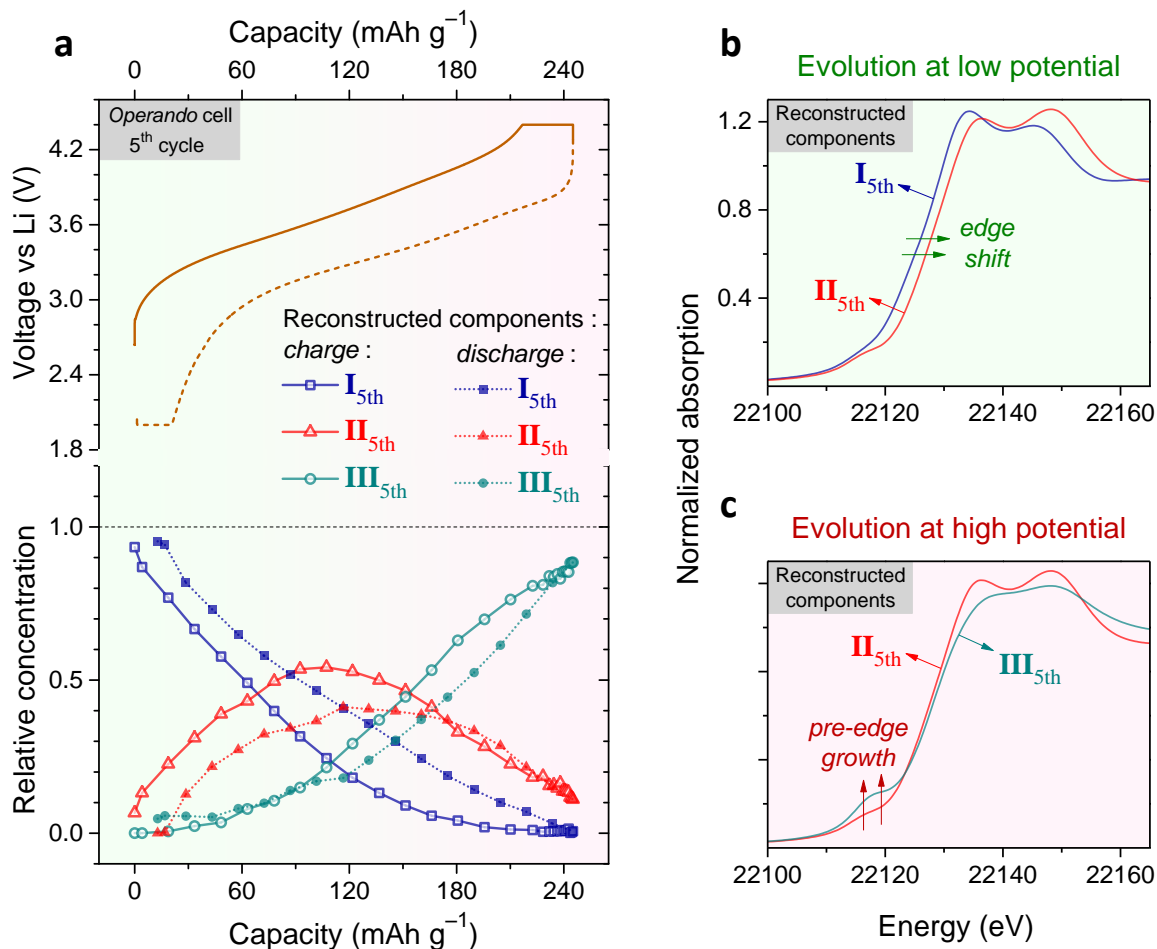 a
Capacity (mAh g⁻¹)
0 60 120 180 240
Operando cell
5th cycle
4.2
3.6
3.0
2.4
1.8
Voltage vs Li (V)
Reconstructed components :
charge : discharge :
I5th I5th
II5th II5th
III5th III5th
1.0
0.5
0.0
Relative concentration
0 60 120 180 240
Capacity (mAh g⁻¹)
b
Evolution at low potential
Reconstructed
components
1.2
0.8
0.4
I5th
edge
shift
II5th
22100 22120 22140 22160
Normalized absorption
c
Evolution at high potential
Reconstructed
components
II5th
III5th
pre-edge
growth
22100 22120 22140 22160
Energy (eV)